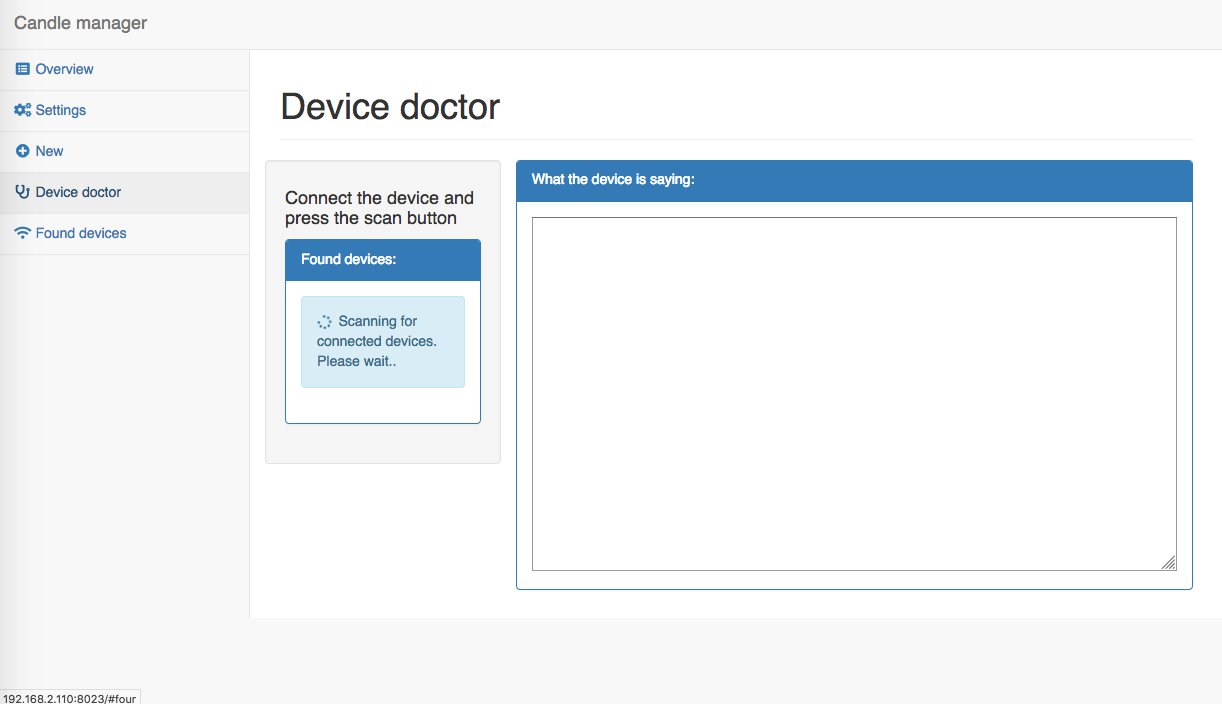 Candle manager
Overview
Settings
New
Device doctor
Found devices
Device doctor
Connect the device and
press the scan button
Found devices:
Scanning for
connected devices.
Please wait..
What the device is saying:
192.168.2.110:8023/#four